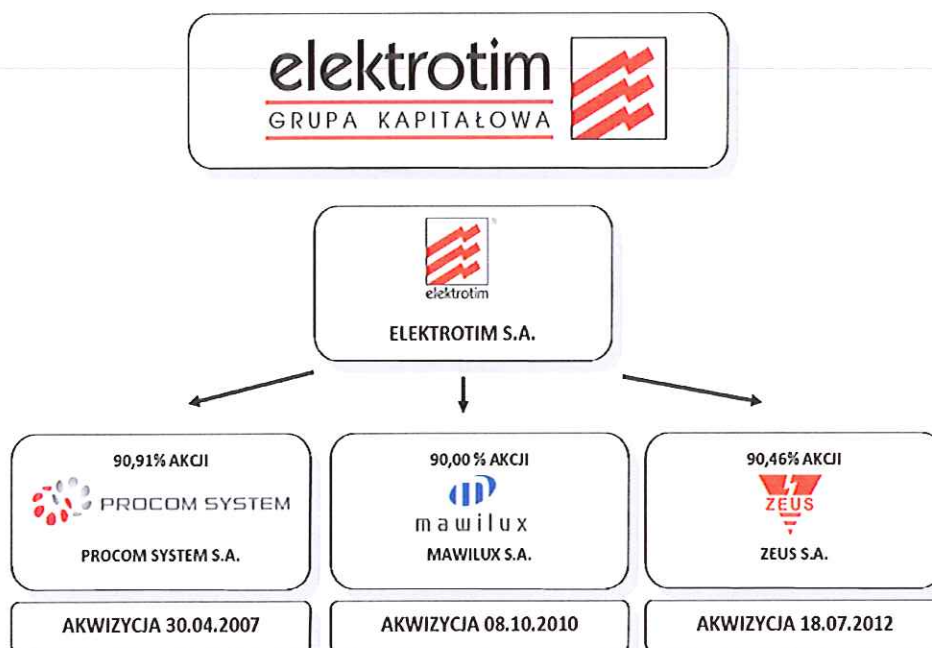 elektrotim
GRUPA KAPITAŁOWA
elektrotim
ELEKTROTIM S.A.
90,91% AKCJI
PROCOM SYSTEM
PROCOM SYSTEM S.A.
90,00 % AKCJI
mawilux
MAWILUX S.A.
90,46% AKCJI
ZEUS
ZEUS S.A.
AKWIZYCJA 30.04.2007
AKWIZYCJA 08.10.2010
AKWIZYCJA 18.07.2012